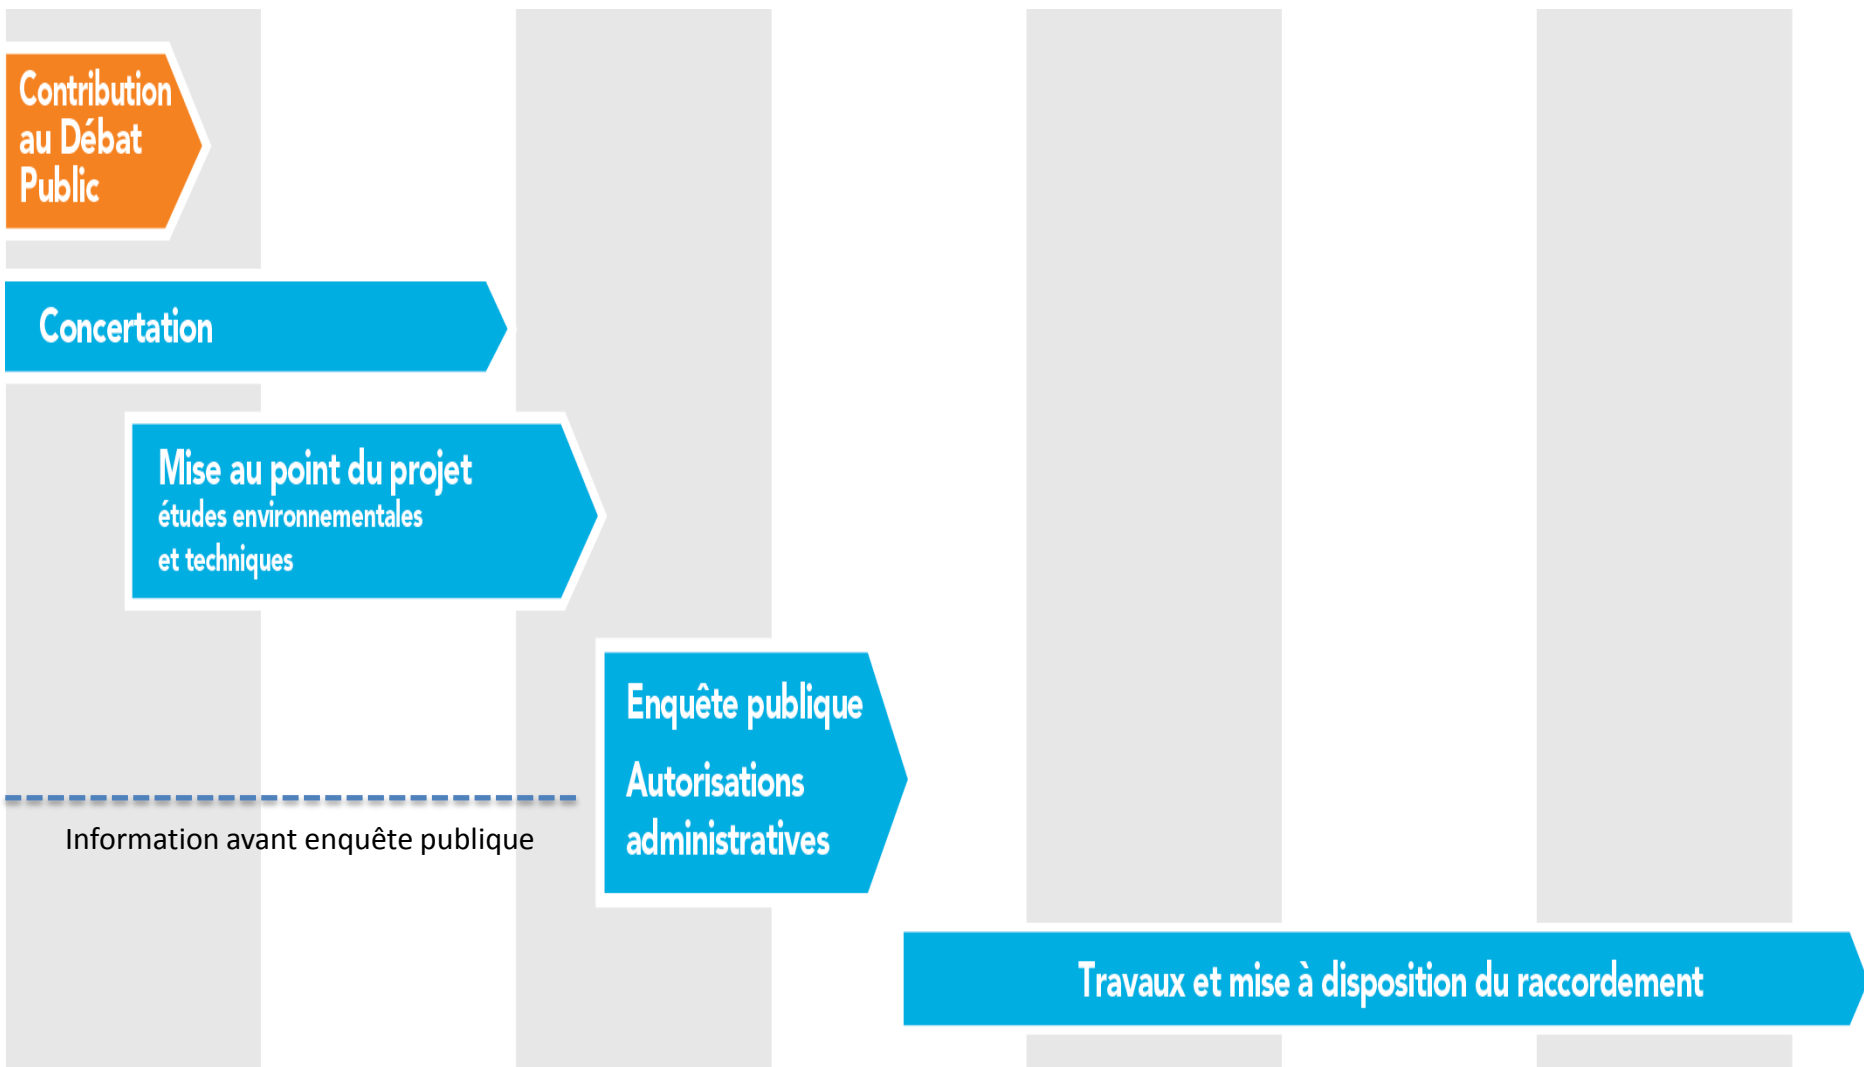 Contribution
au Débat
Public
Concertation
Mise au point du projet
études environnementales
et techniques
Enquête publique
Autorisations
administratives
Information avant enquête publique
Travaux et mise à disposition du raccordement